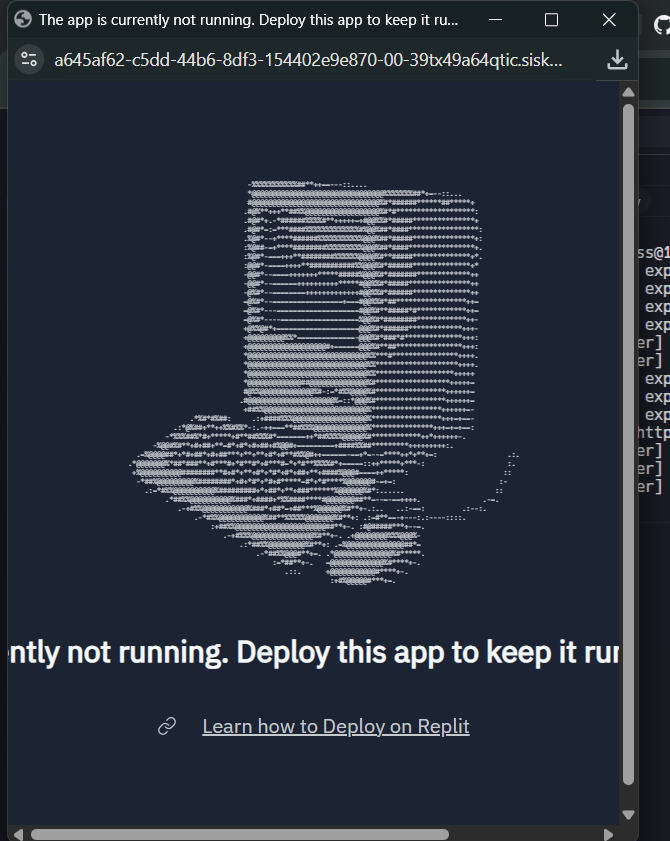 The app is currently not running. Deploy this app to keep it ru...
a645af62-c5dd-44b6-8df3-154402e9e870-00-39tx49a64qtic.sisk...
ss@1
exp
exp
exp
exp
er]
er]
exp
exp
exp
http
er]
er]
er]
ently not running. Deploy this app to keep it run
Learn how to Deploy on Replit